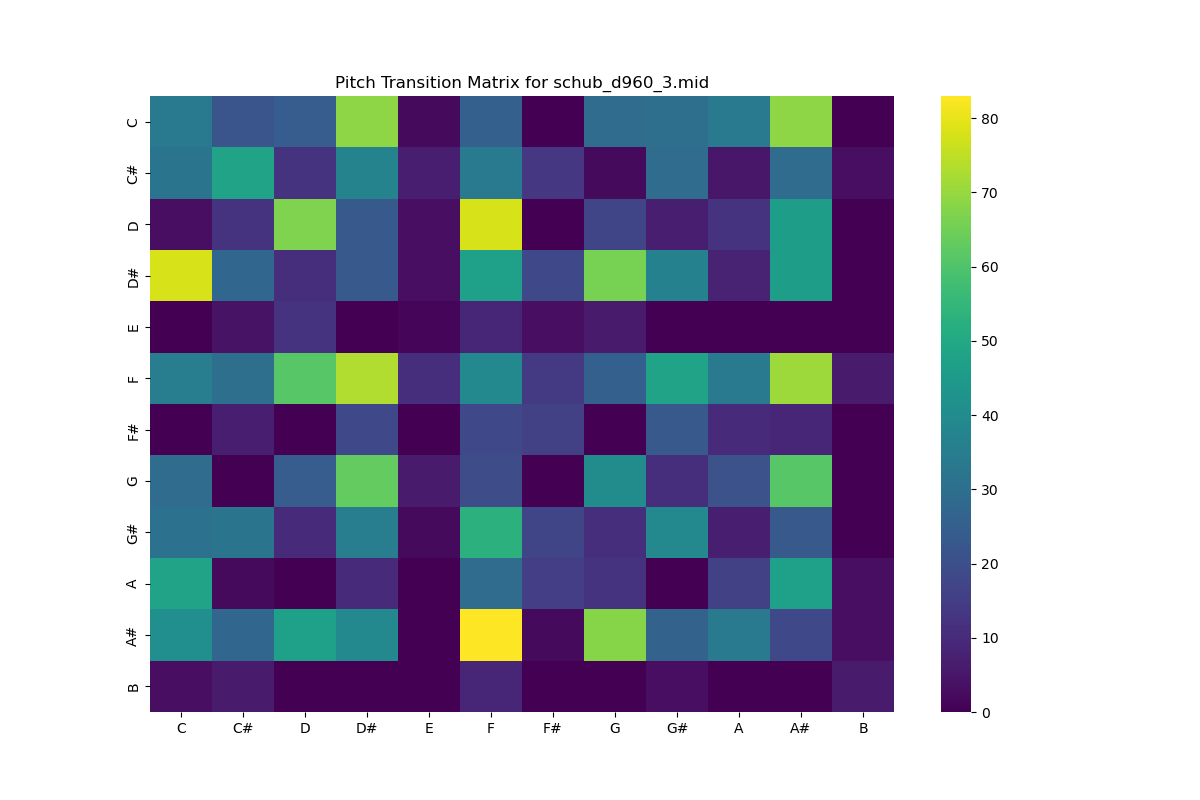 Pitch Transition Matrix for schub_d960_3.mid
C
C#
D
D#
E
F
F#
G
G#
A
A#
B
C C# D D# E F F# G G# A A# B
80
70
60
50
40
30
20
10
0